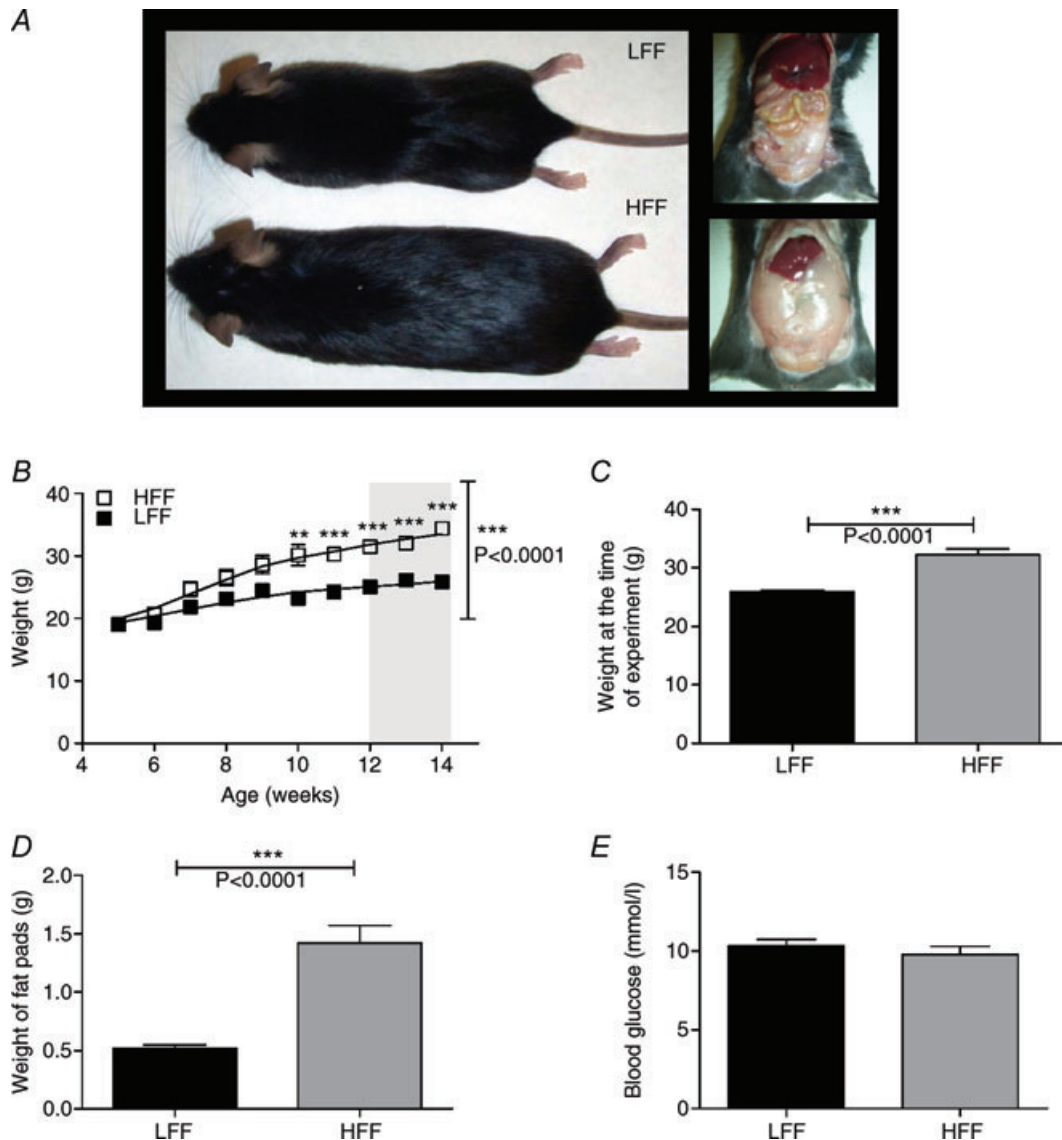 A
LFF
HFF
B
HFF
LFF
** *** *** *** ***
***
P<0.0001
Weight (g)
40
30
20
10
0
4 6 8 10 12 14
Age (weeks)
C
***
P<0.0001
Weight at the time
of experiment (g)
40
30
20
10
0
LFF HFF
D
***
P<0.0001
Weight of fat pads (g)
2.0
1.5
1.0
0.5
0.0
LFF HFF
E
Blood glucose (mmol/l)
15
10
5
0
LFF HFF